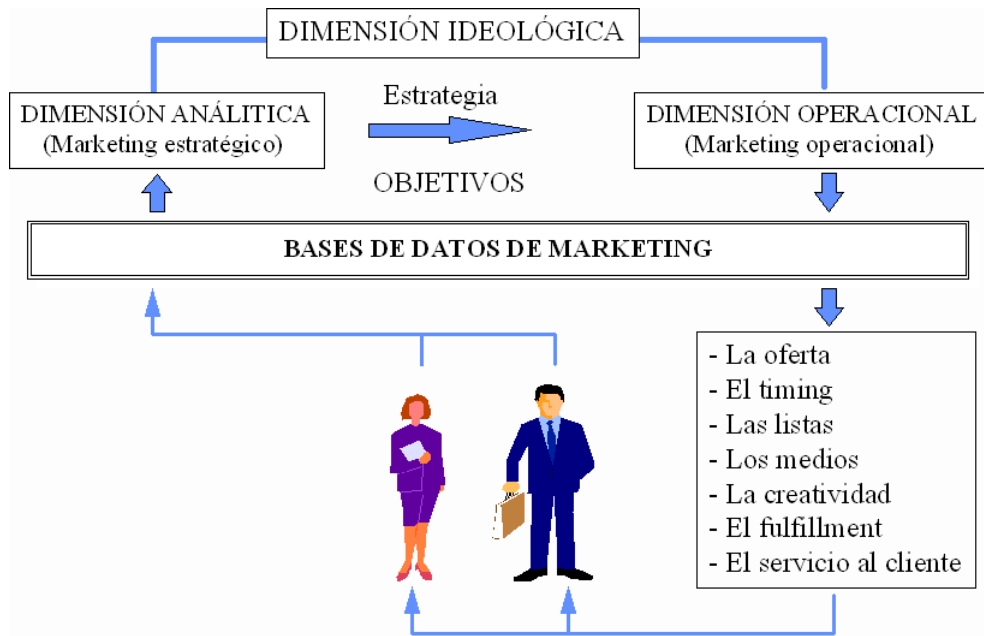 DIMENSIÓN IDEOLÓGICA
DIMENSIÓN ANÁLITICA
(Marketing estratégico)
Estrategia
OBJETIVOS
DIMENSIÓN OPERACIONAL
(Marketing operacional)
BASES DE DATOS DE MARKETING
- La oferta
- El timing
- Las listas
- Los medios
- La creatividad
- El fulfillment
- El servicio al cliente